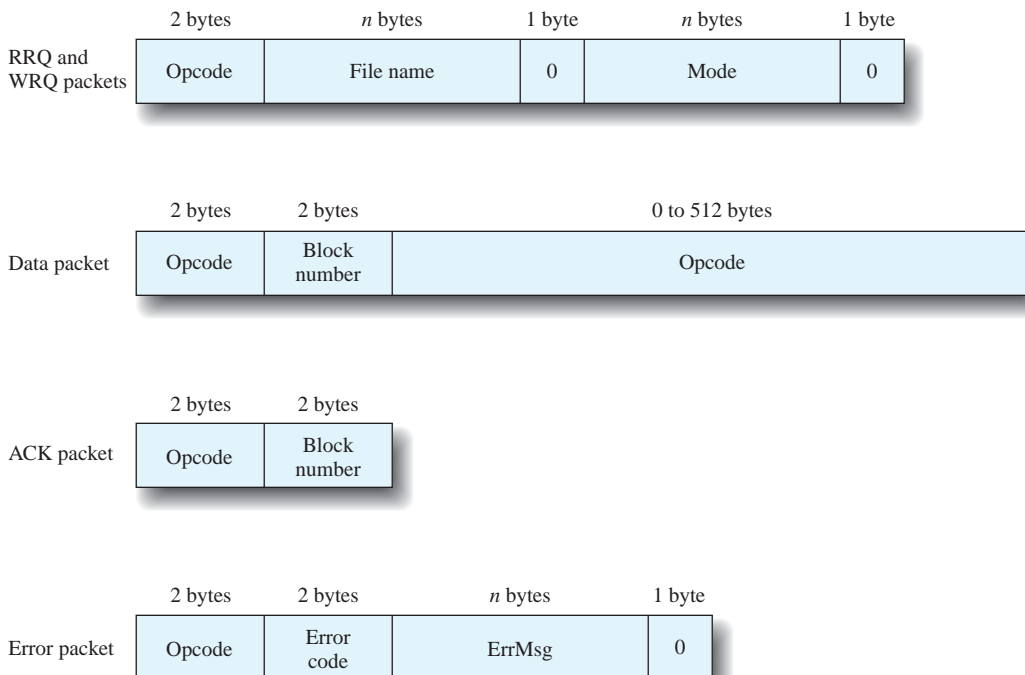 2 bytes n bytes 1 byte n bytes 1 byte
RRQ and
WRQ packets
Opcode File name 0 Mode 0
2 bytes 2 bytes 0 to 512 bytes
Data packet Opcode Block
number Opcode
2 bytes 2 bytes
ACK packet Opcode Block
number
2 bytes 2 bytes n bytes 1 byte
Error packet Opcode Error
code ErrMsg 0